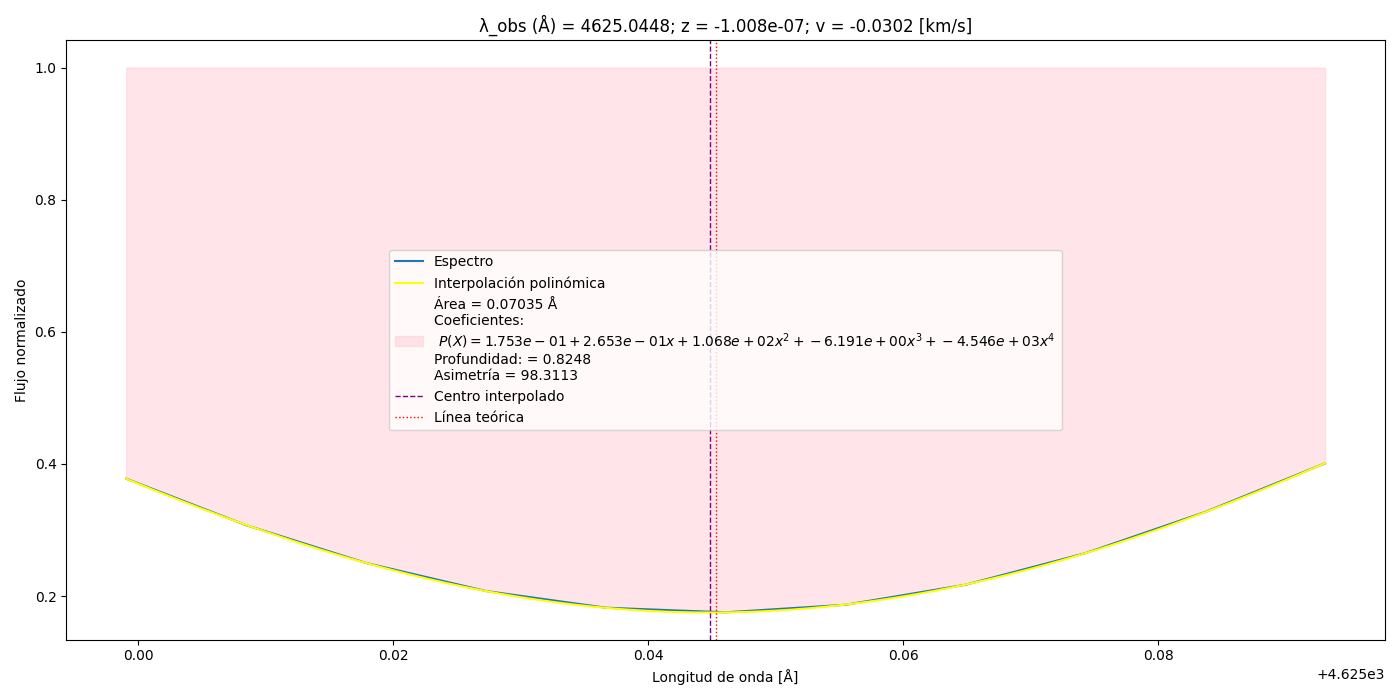 λ_obs (Å) = 4625.0448; z = -1.008e-07; v = -0.0302 [km/s]
Flujo normalizado
1.0
0.8
0.6
0.4
0.2
Espectro
Interpolación polinómica
Área = 0.07035 Å
Coeficientes:
P(X) = 1.753e − 01 + 2.653e − 01x + 1.068e + 02x² + −6.191e + 00x³ + −4.546e + 03x⁴
Profundidad: = 0.8248
Asimetría = 98.3113
Centro interpolado
Línea teórica
0.00 0.02 0.04 0.06 0.08
+4.625e3
Longitud de onda [Å]